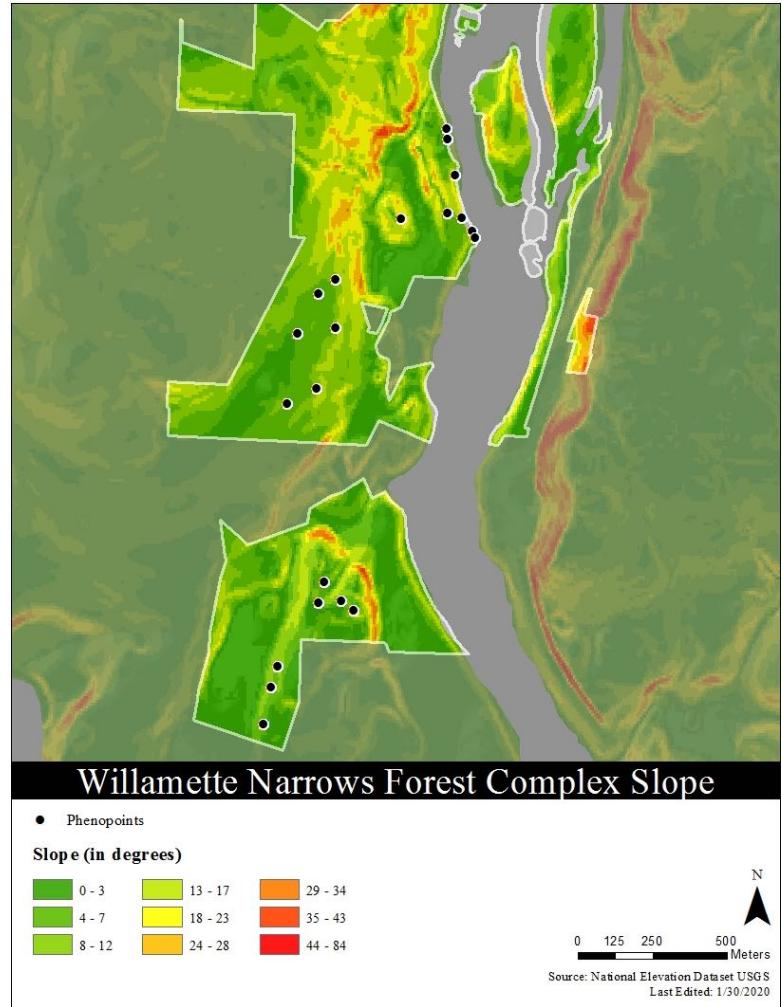 Willamette Narrows Forest Complex Slope
Phenopoints
Slope (in degrees)
0 - 3
4 - 7
8 - 12
13 - 17
18 - 23
24 - 28
29 - 34
35 - 43
44 - 84
N
0 125 250 500
Meters
Source: National Elevation Dataset USGS
Last Edited: 1/30/2020